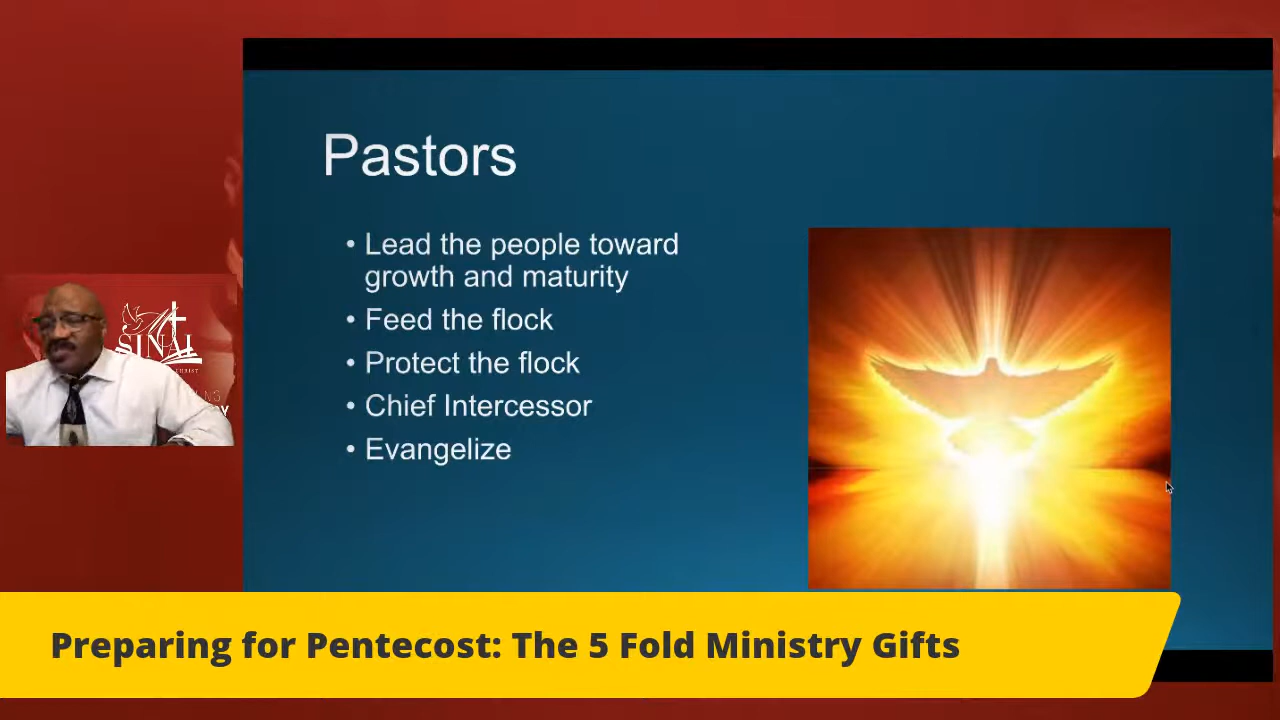 Pastors
• Lead the people toward
growth and maturity
• Feed the flock
• Protect the flock
• Chief Intercessor
• Evangelize
SINAI
CHRIST
Preparing for Pentecost: The 5 Fold Ministry Gifts